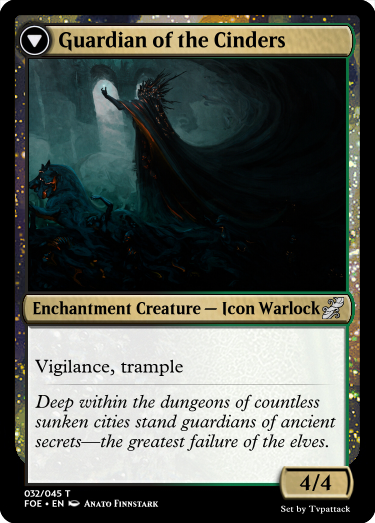 Guardian of the Cinders
Enchantment Creature — Icon Warlock
Vigilance, trample
Deep within the dungeons of countless
sunken cities stand guardians of ancient
secrets—the greatest failure of the elves.
4/4
032/045 T
FOE • EN Anato Finnstark
Set by Tvpattack